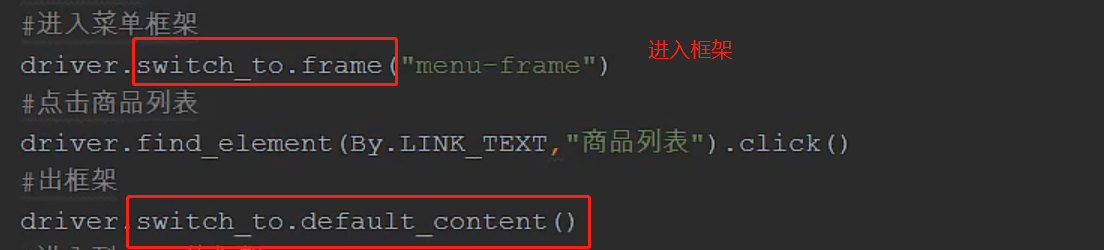 #进入菜单框架
driver.switch_to.frame("menu-frame")
进入框架
#点击商品列表
driver.find_element(By.LINK_TEXT,"商品列表").click()
#出框架
driver.switch_to.default_content()